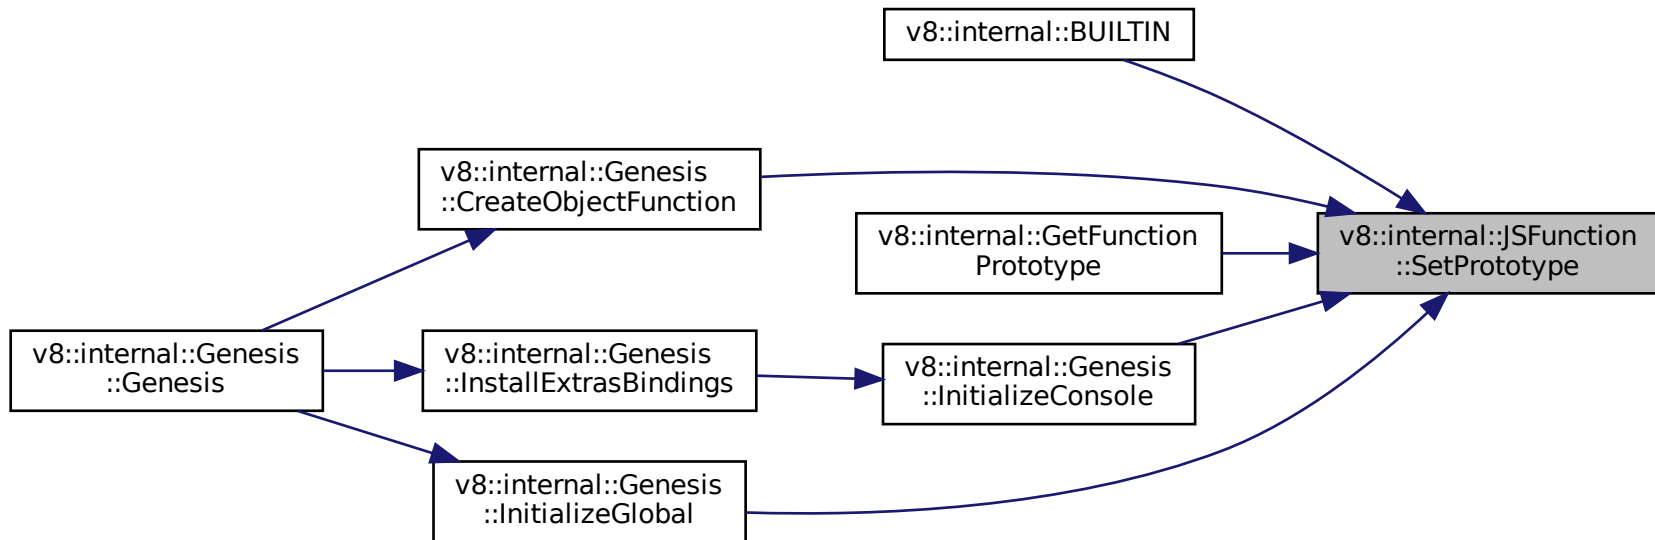 v8::internal::BUILTIN
v8::internal::Genesis
::CreateObjectFunction
v8::internal::GetFunction
Prototype
v8::internal::JSFunction
::SetPrototype
v8::internal::Genesis
::Genesis
v8::internal::Genesis
::InstallExtrasBindings
v8::internal::Genesis
::InitializeConsole
v8::internal::Genesis
::InitializeGlobal